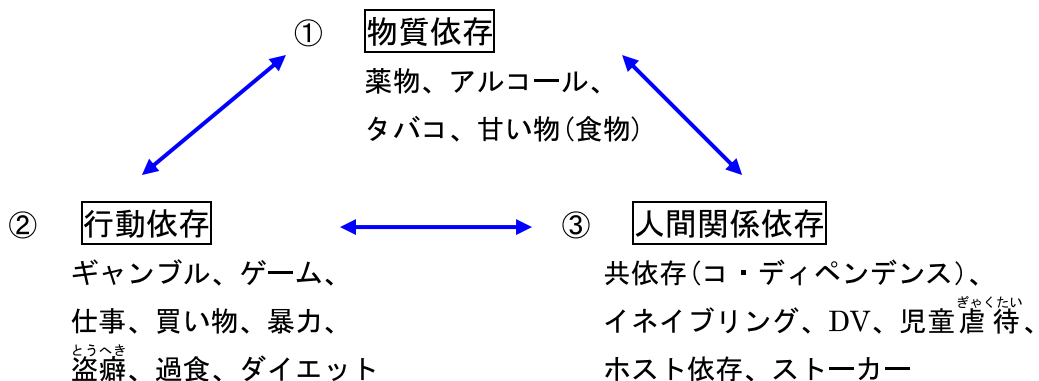 ① 物質依存
薬物、アルコール、
タバコ、甘い物(食物)
② 行動依存
ギャンブル、ゲーム、
仕事、買い物、暴力、
とうへき
盗癖、過食、ダイエット
③ 人間関係依存
共依存(コ・ディペンデンス)、
ぎゃくたい
イネイブリング、DV、児童虐待、
ホスト依存、ストーカー